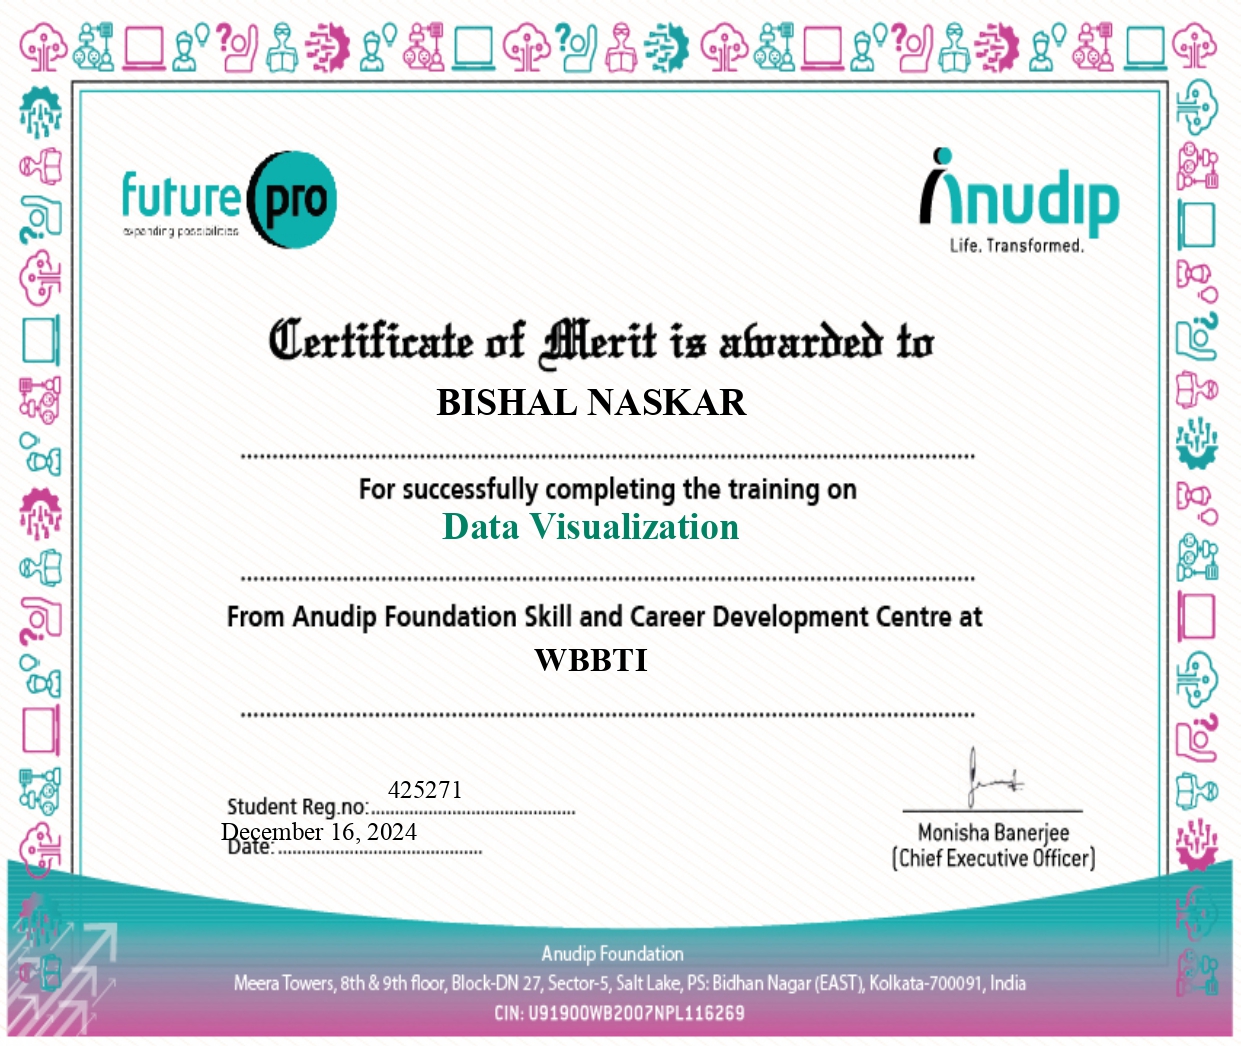 future pro
expanding possibilities
Anudip
Life. Transformed.
Certificate of Merit is awarded to
BISHAL NASKAR
For successfully completing the training on
Data Visualization
From Anudip Foundation Skill and Career Development Centre at
WBBTI
425271
Student Reg.no:
December 16, 2024
Date:
Monisha Banerjee
(Chief Executive Officer)
Anudip Foundation
Meera Towers, 8th & 9th floor, Block-DN 27, Sector-5, Salt Lake, PS: Bidhan Nagar (EAST), Kolkata-700091, India
CIN: U91900WB2007NPL116269